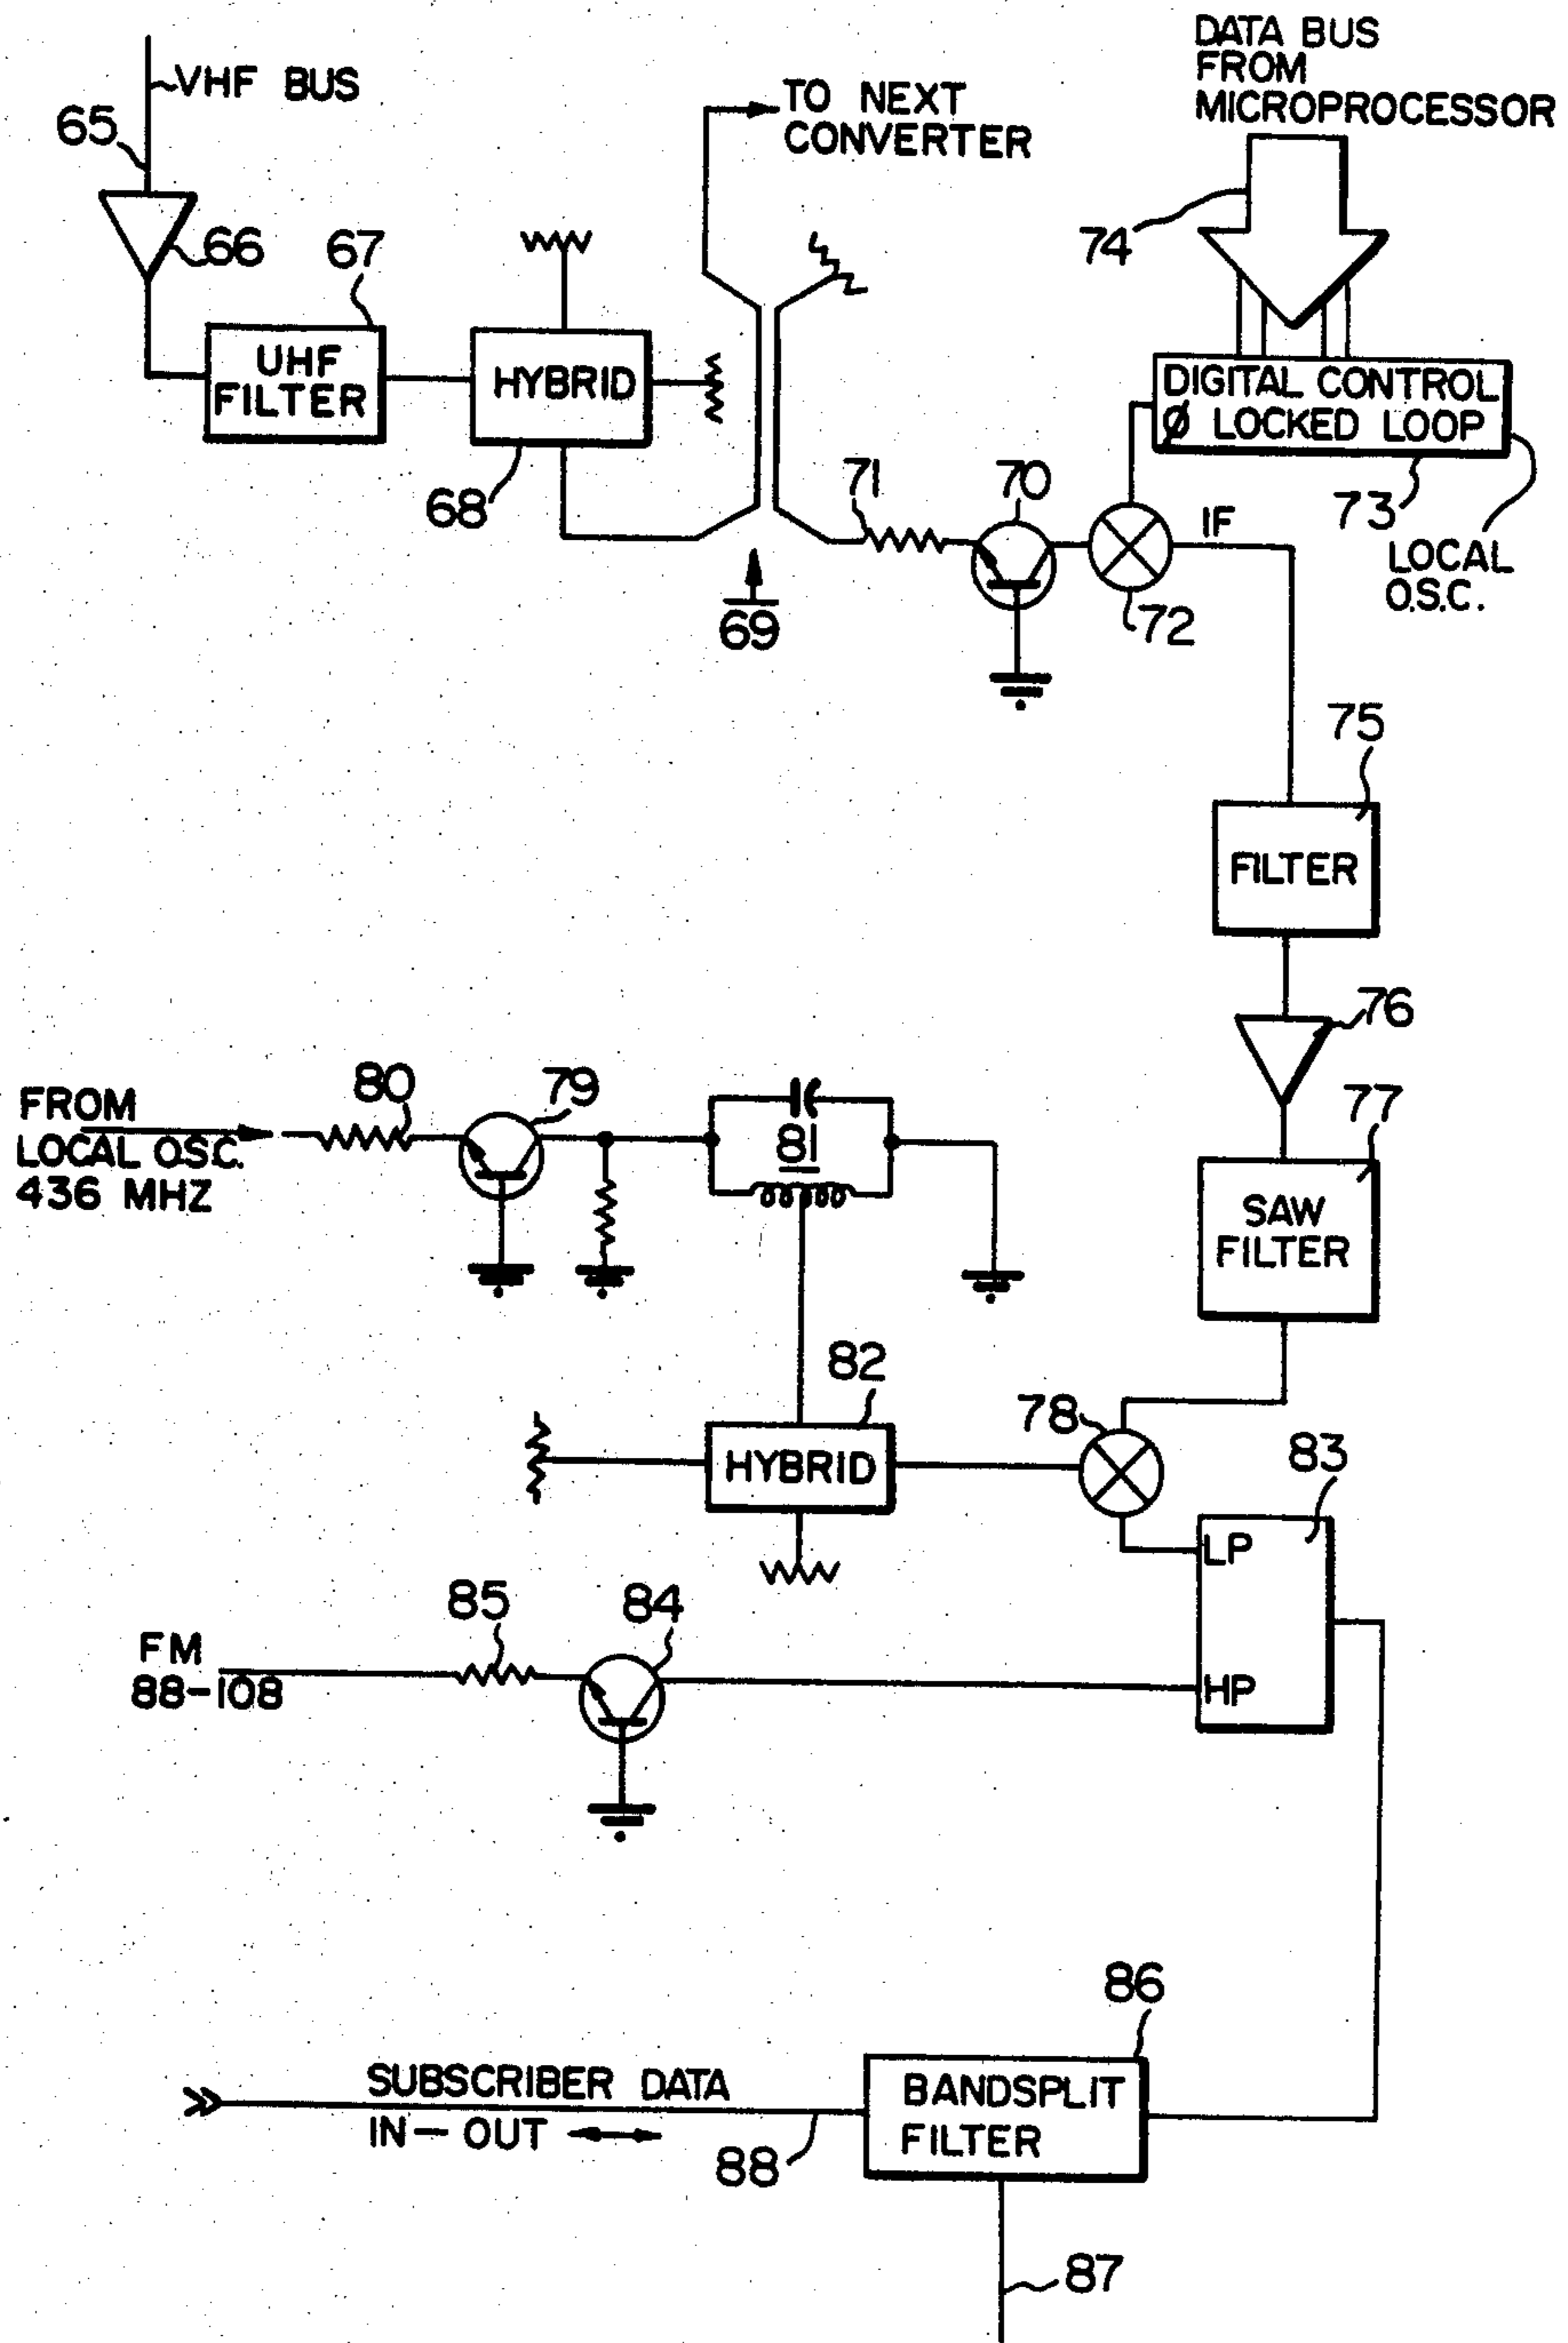 DATA BUS
FROM
MICROPROCESSOR
VHF BUS
65
TO NEXT
CONVERTER
66
67
74
UHF
FILTER
HYBRID
DIGITAL CONTROL
Ø LOCKED LOOP
68
71
70
73
IF
LOCAL
O.S.C.
69
72
75
FILTER
76
80
79
77
FROM
LOCAL O.S.C.
436 MHZ
81
SAW
FILTER
82
78
83
HYBRID
LP
85
84
FM
88-108
HP
86
SUBSCRIBER DATA
IN - OUT
88
BANDSPLIT
FILTER
87